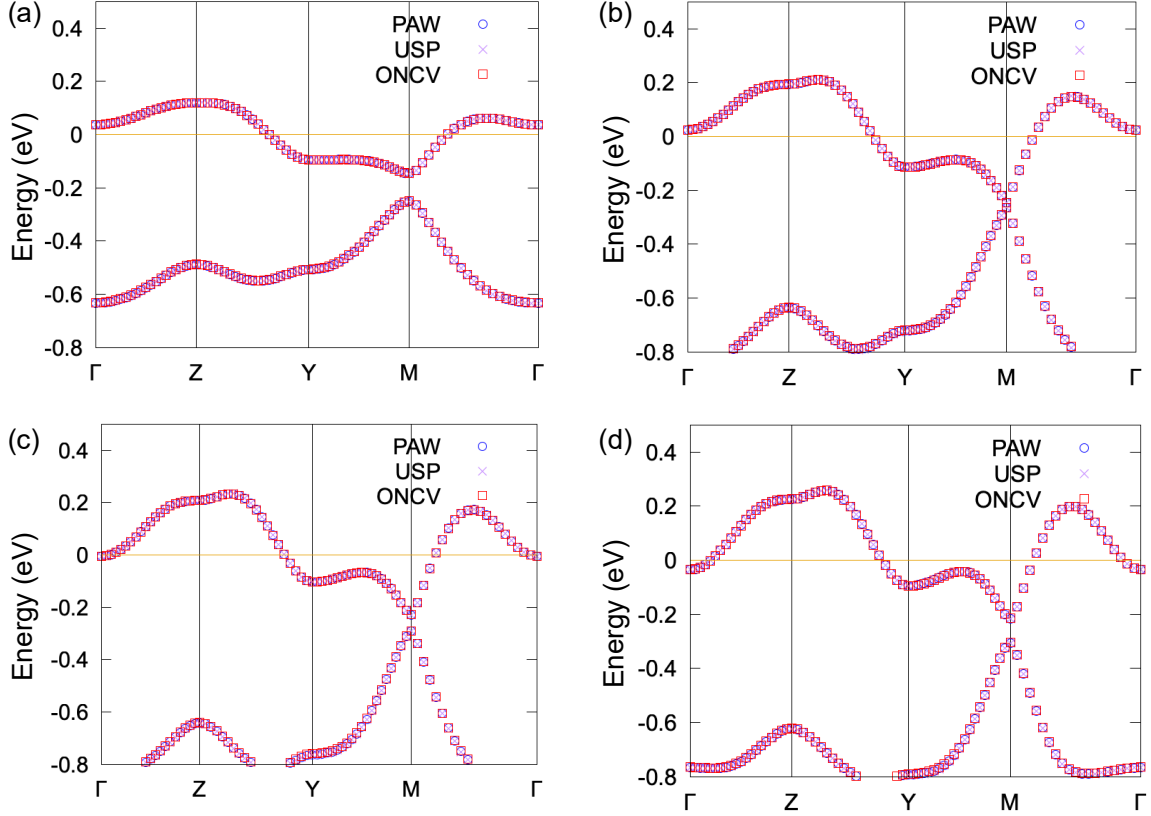 (a)
PAW
USP
ONCV
Energy (eV)
0.4
0.2
0
-0.2
-0.4
-0.6
-0.8
Γ Z Y M Γ
(b)
PAW
USP
ONCV
Energy (eV)
0.4
0.2
0
-0.2
-0.4
-0.6
-0.8
Γ Z Y M Γ
(c)
PAW
USP
ONCV
Energy (eV)
0.4
0.2
0
-0.2
-0.4
-0.6
-0.8
Γ Z Y M Γ
(d)
PAW
USP
ONCV
Energy (eV)
0.4
0.2
0
-0.2
-0.4
-0.6
-0.8
Γ Z Y M Γ